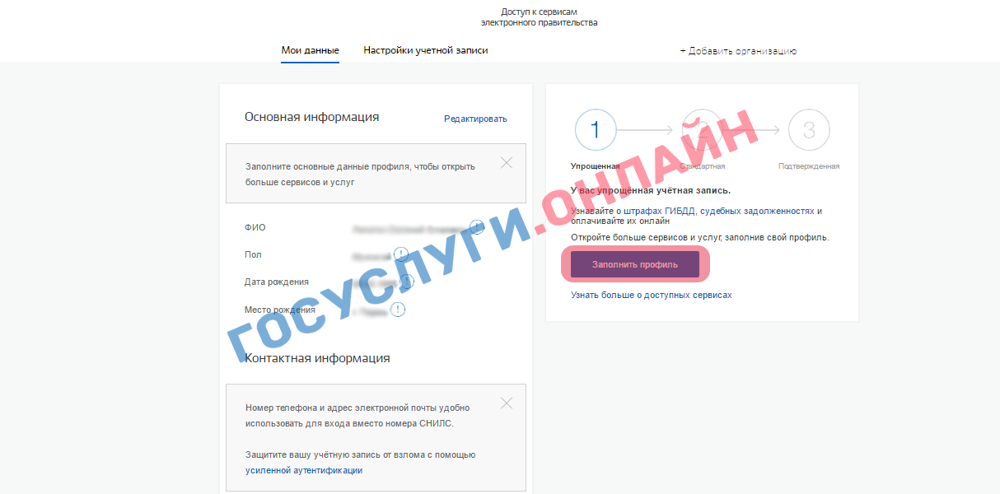 Доступ к сервисам
электронного правительства
Мои данные
Настройки учетной записи
+ Добавить организацию
Основная информация
Редактировать
Заполните основные данные профиля, чтобы открыть
больше сервисов и услуг
ФИО
Пол
Дата рождения
Место рождения
Контактная информация
Номер телефона и адрес электронной почты удобно
использовать для входа вместо номера СНИЛС.
Защитите вашу учётную запись от взлома с помощью
усиленной аутентификации
1
2
3
Упрощенная
Стандартная
Подтвержденная
У вас упрощённая учётная запись.
Узнавайте о штрафах ГИБДД, судебных задолженностях и
оплачивайте их онлайн
Откройте больше сервисов и услуг, заполнив свой профиль.
Заполнить профиль
Узнать больше о доступных сервисах
ГОСУСЛУГИ.ОНЛАЙН